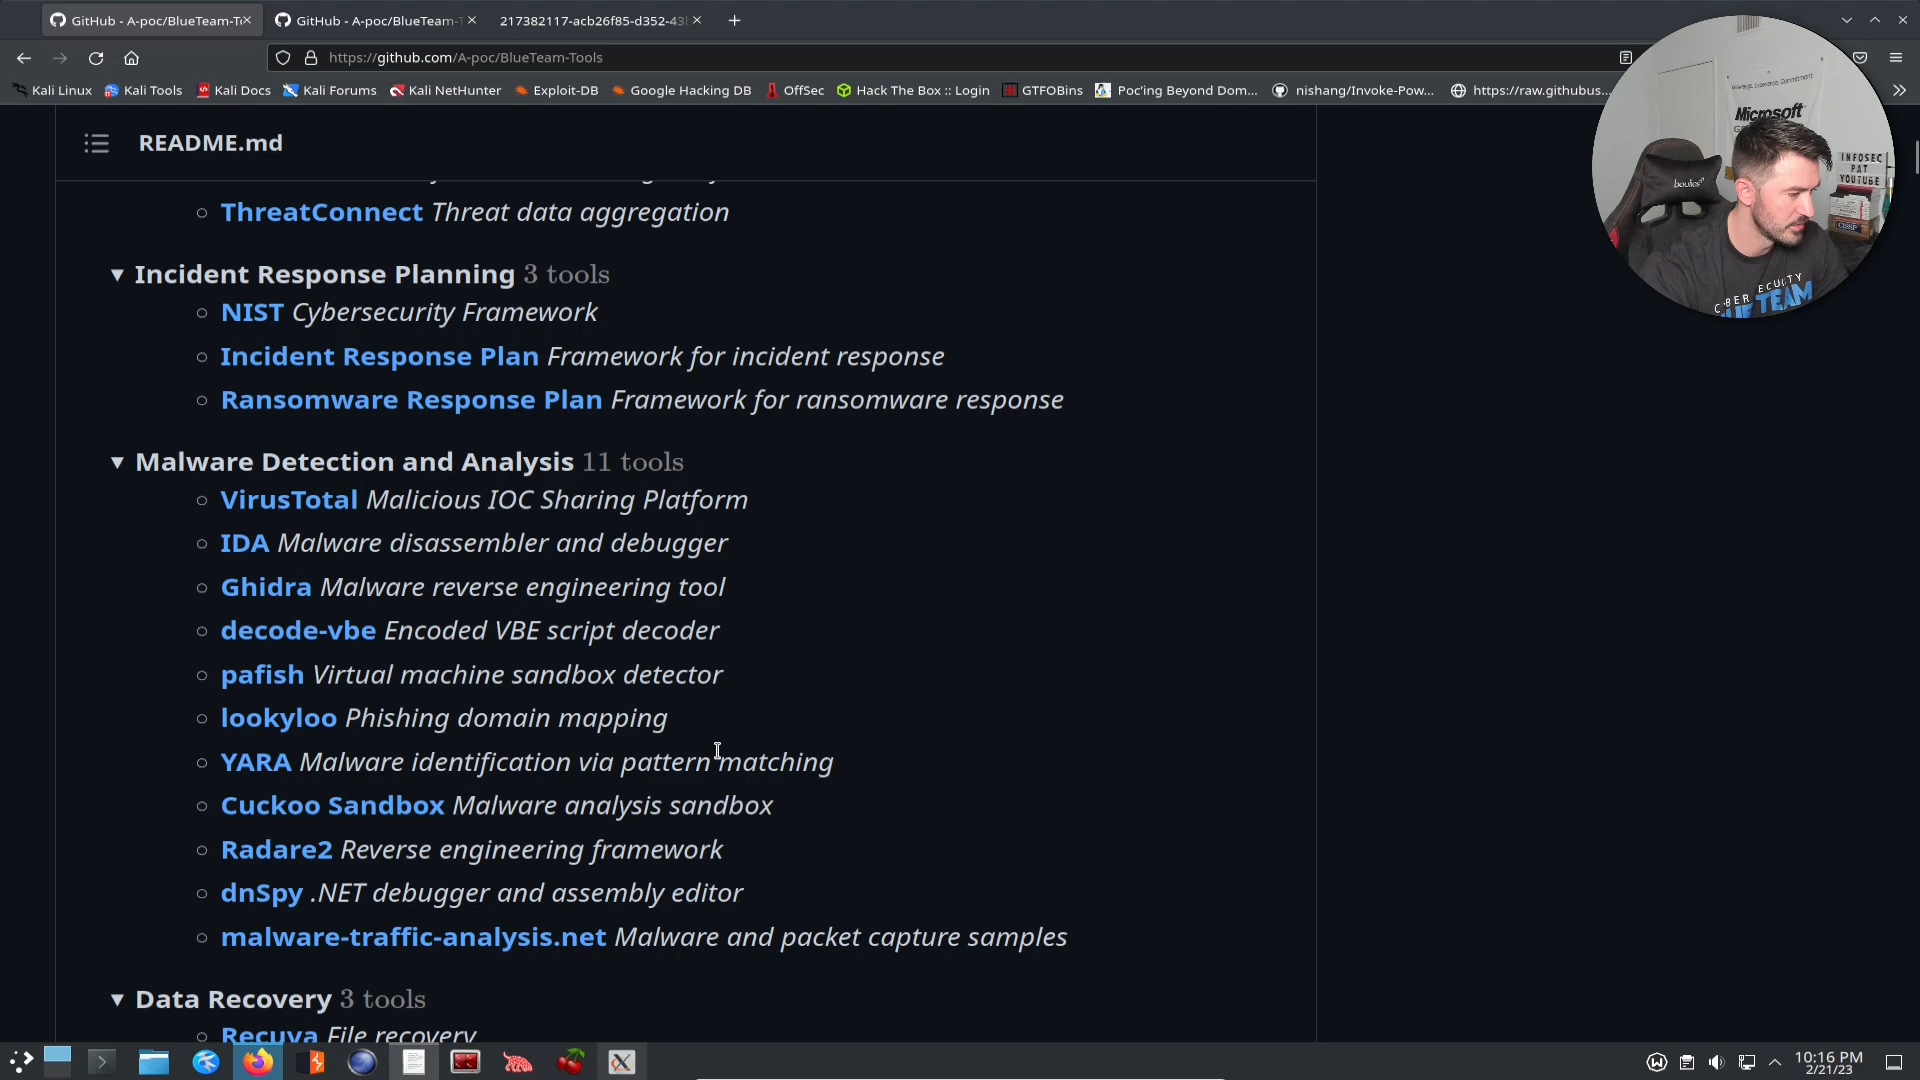 GitHub - A-poc/BlueTeam-To
GitHub - A-poc/BlueTeam-T
217382117-acb26f85-d352-43
https://github.com/A-poc/BlueTeam-Tools
Kali Linux
Kali Tools
Kali Docs
Kali Forums
Kali NetHunter
Exploit-DB
Google Hacking DB
OffSec
Hack The Box :: Login
GTFOBins
Poc'ing Beyond Dom...
nishang/Invoke-Pow...
https://raw.githubus...
README.md
ThreatConnect Threat data aggregation
Incident Response Planning 3 tools
NIST Cybersecurity Framework
Incident Response Plan Framework for incident response
Ransomware Response Plan Framework for ransomware response
Malware Detection and Analysis 11 tools
VirusTotal Malicious IOC Sharing Platform
IDA Malware disassembler and debugger
Ghidra Malware reverse engineering tool
decode-vbe Encoded VBE script decoder
pafish Virtual machine sandbox detector
lookyloo Phishing domain mapping
YARA Malware identification via pattern matching
Cuckoo Sandbox Malware analysis sandbox
Radare2 Reverse engineering framework
dnSpy .NET debugger and assembly editor
malware-traffic-analysis.net Malware and packet capture samples
Data Recovery 3 tools
Recuva File recovery
Microsoft
INFOSEC
PAT
YOUTUBE
CISSP
10:16 PM
2/21/23